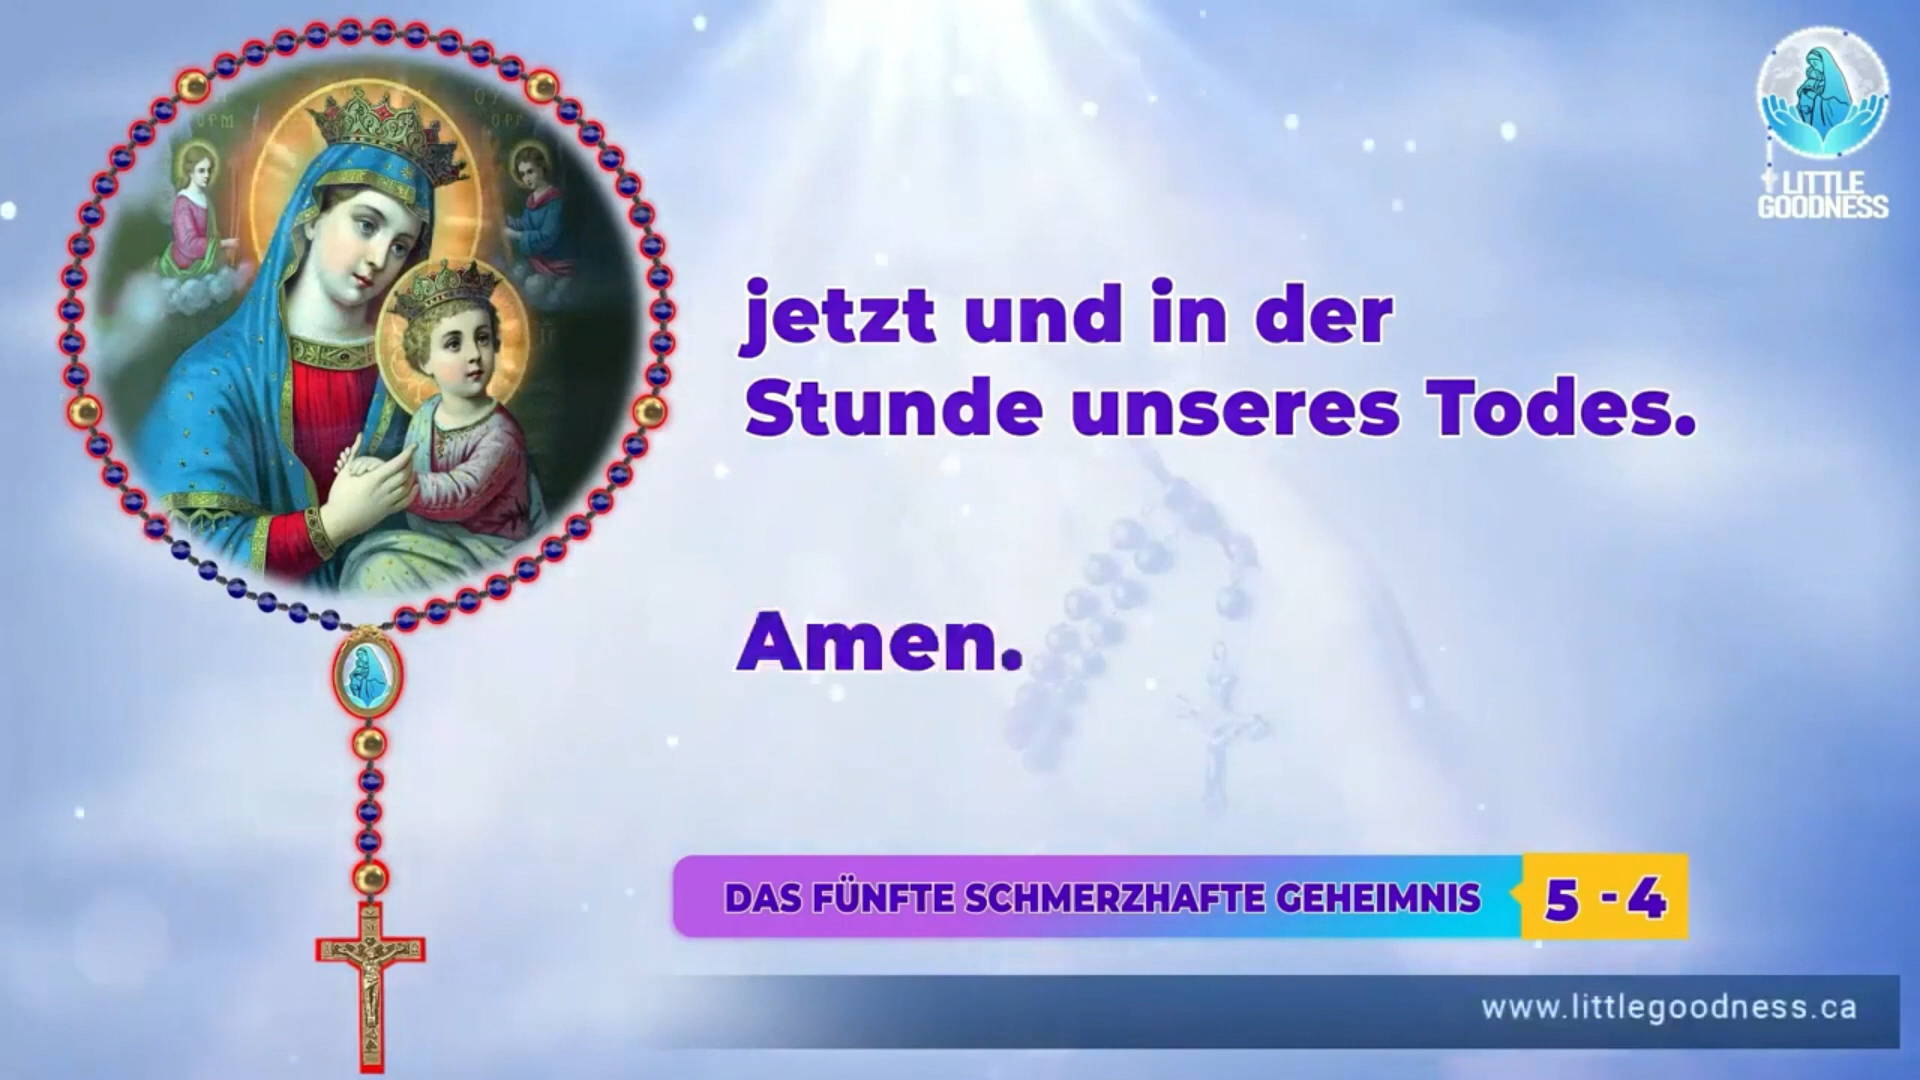 LITTLE
GOODNESS
jetzt und in der
Stunde unseres Todes.
Amen.
DAS FÜNFTE SCHMERZHAFTE GEHEIMNIS 5 - 4
www.littlegoodness.ca